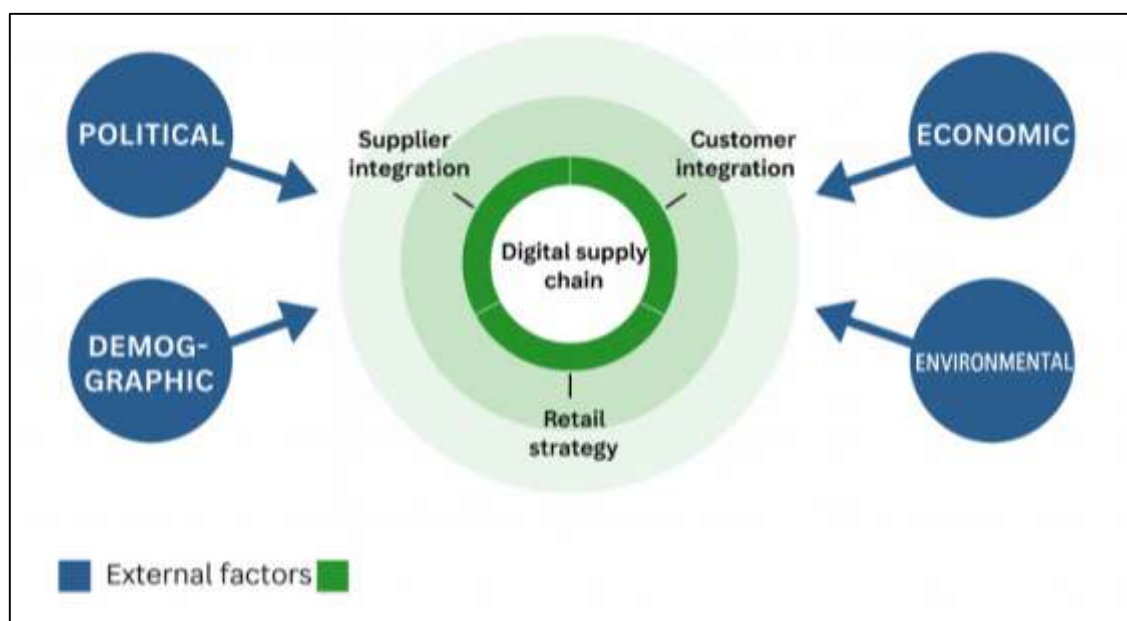 POLITICAL
ECONOMIC
Supplier
integration
Customer
integration
Digital supply
chain
DEMOG-
GRAPHIC
ENVIRONMENTAL
Retail
strategy
External factors